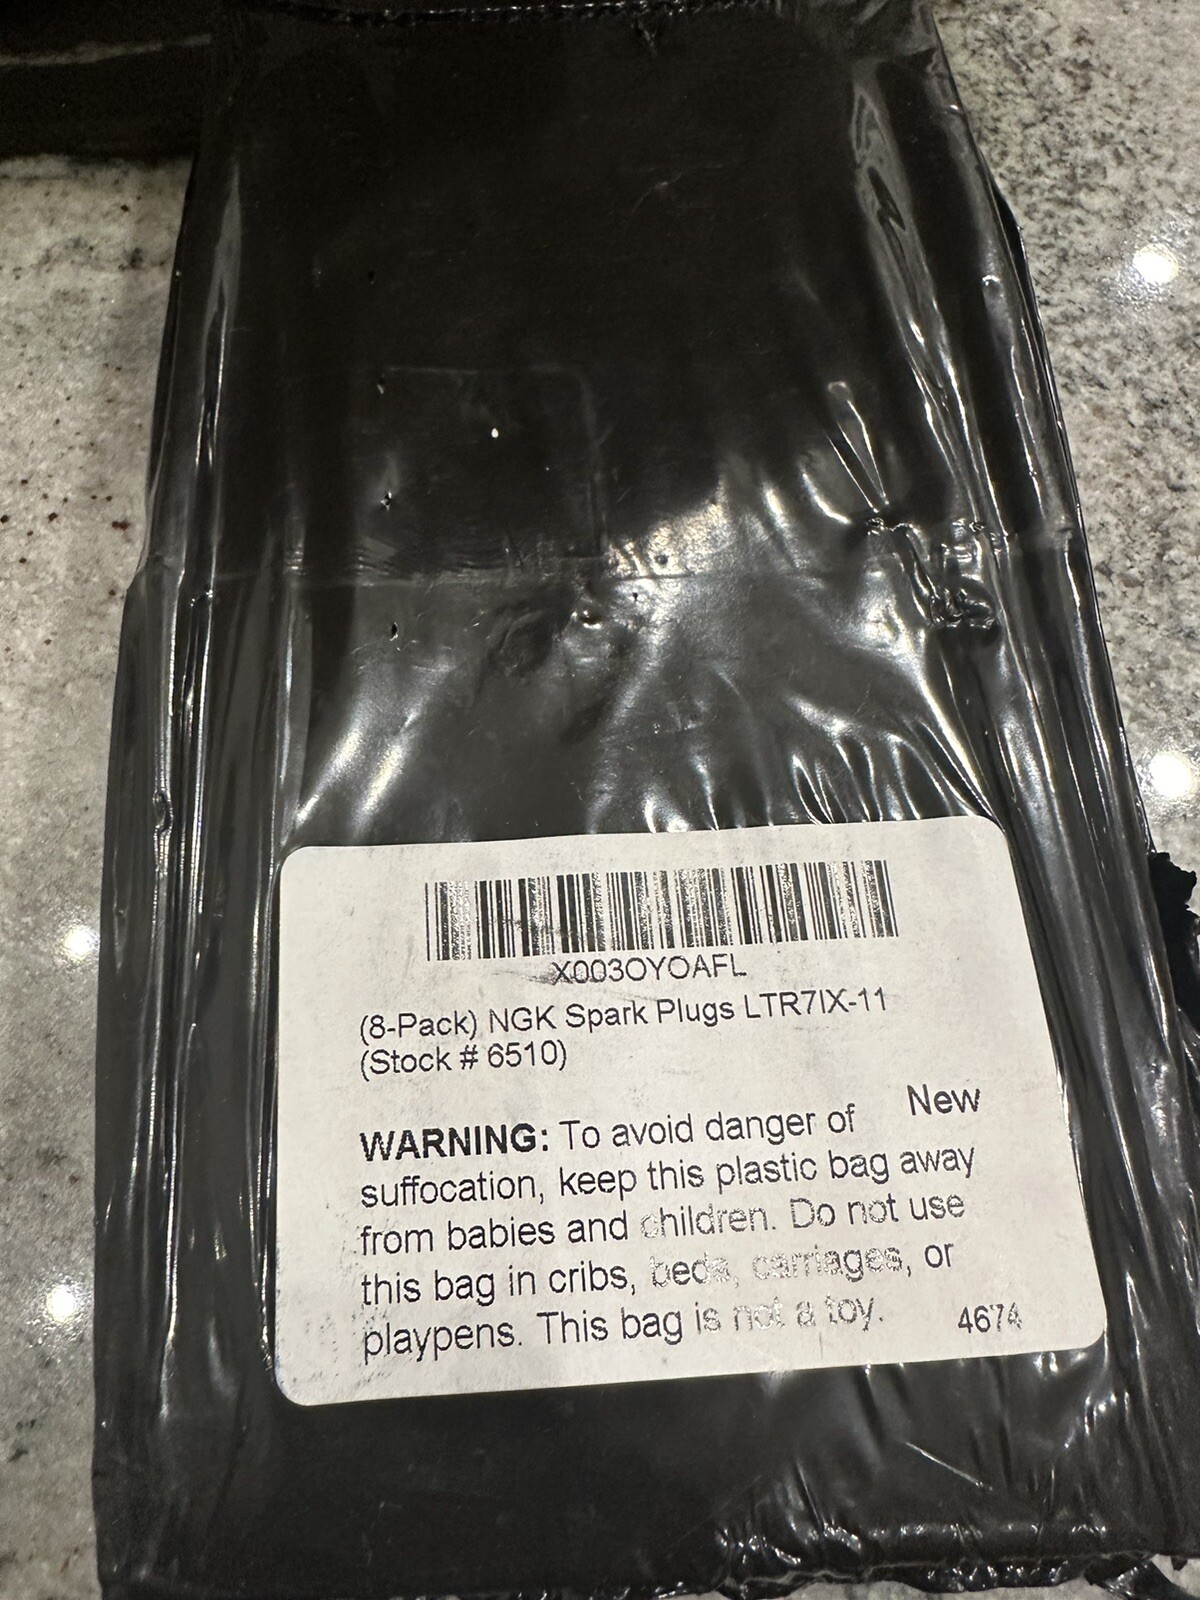 X003OYOAFL
(8-Pack) NGK Spark Plugs LTR7IX-11
(Stock # 6510)
New
WARNING: To avoid danger of
suffocation, keep this plastic bag away
from babies and children. Do not use
this bag in cribs, beds, carriages, or
playpens. This bag is not a toy.
4674